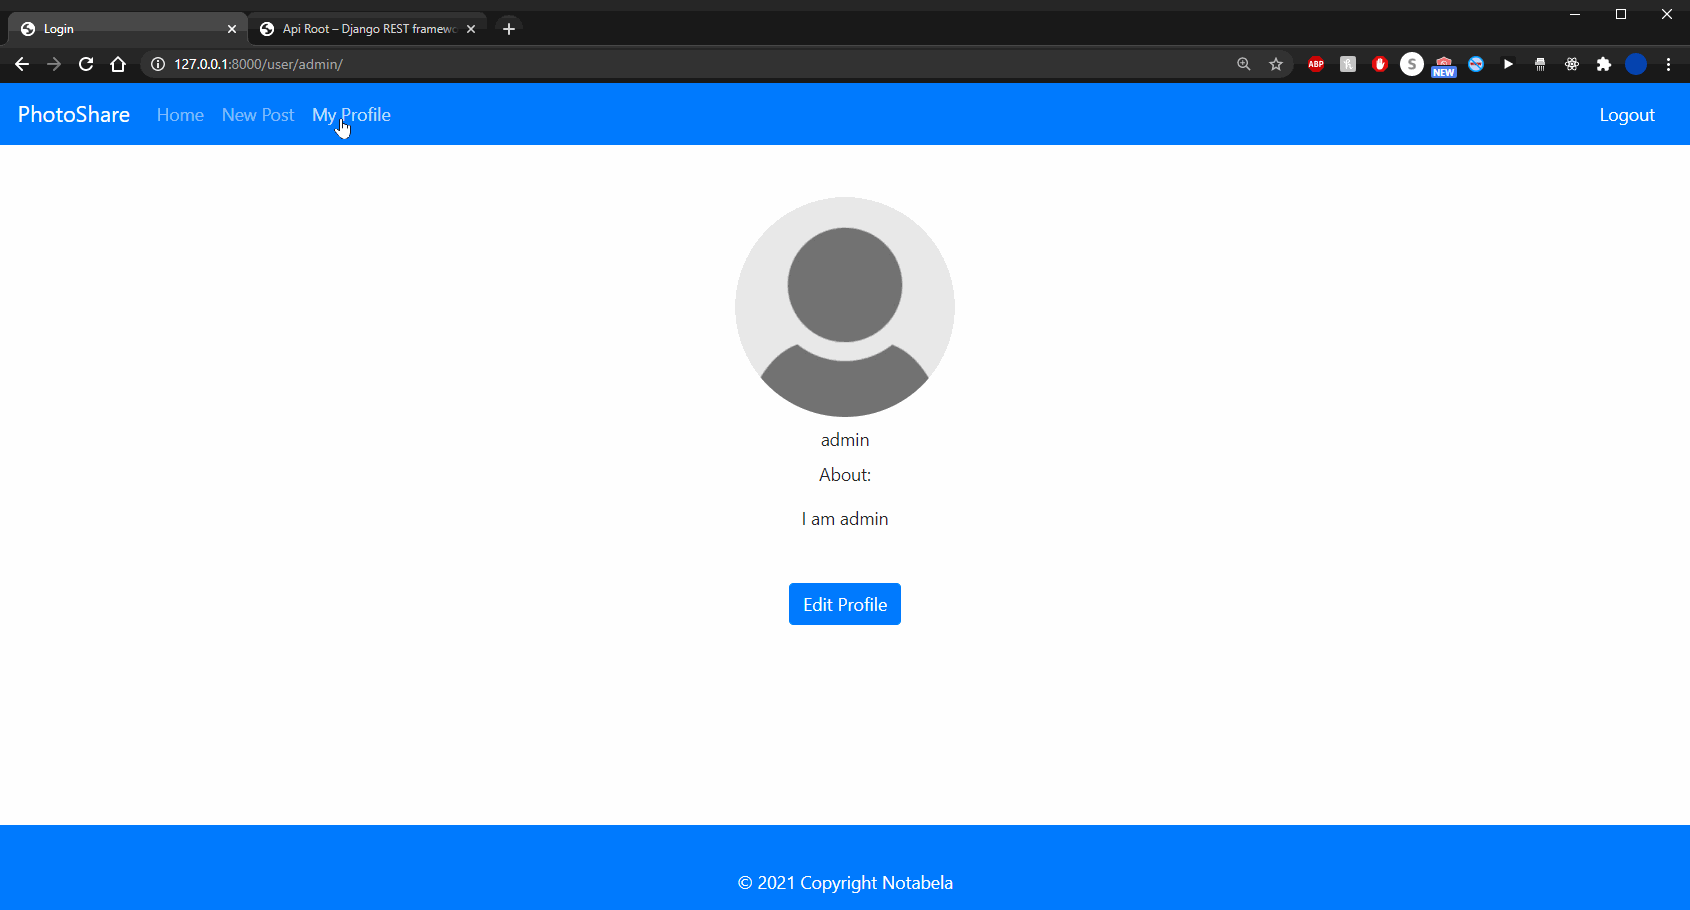 Login
Api Root – Django REST framew
127.0.0.1:8000/user/admin/
ABP
S
NEW
PhotoShare Home New Post My Profile Logout
admin
About:
I am admin
Edit Profile
© 2021 Copyright Notabela